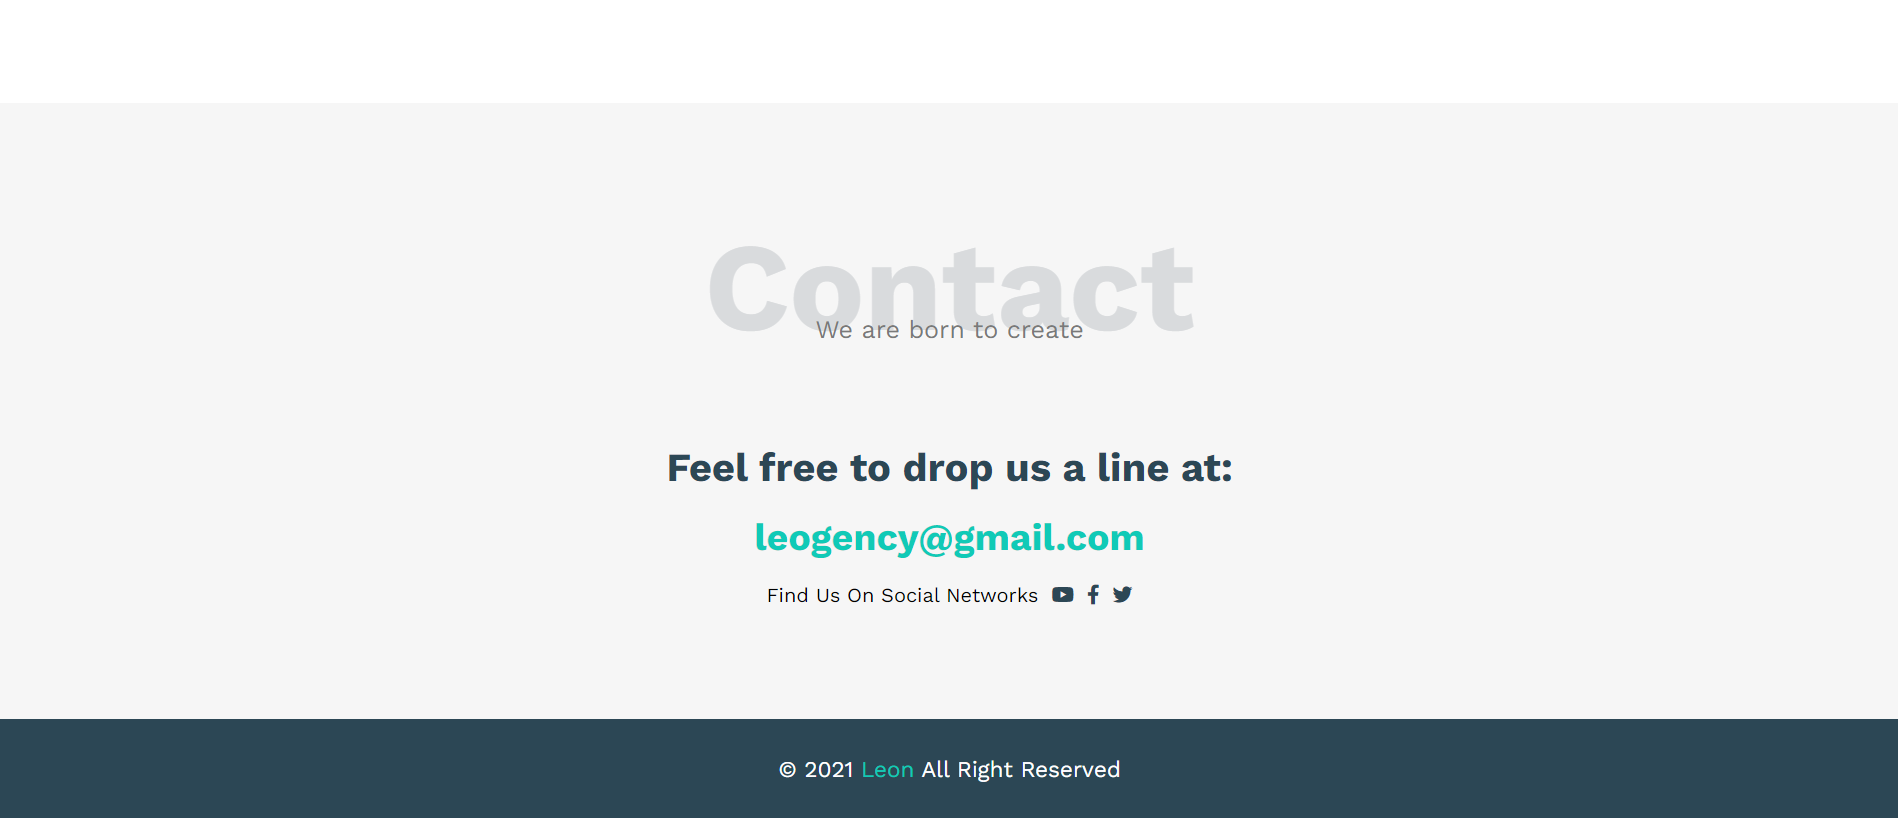 Contact
We are born to create
Feel free to drop us a line at:
leogency@gmail.com
Find Us On Social Networks
© 2021 Leon All Right Reserved